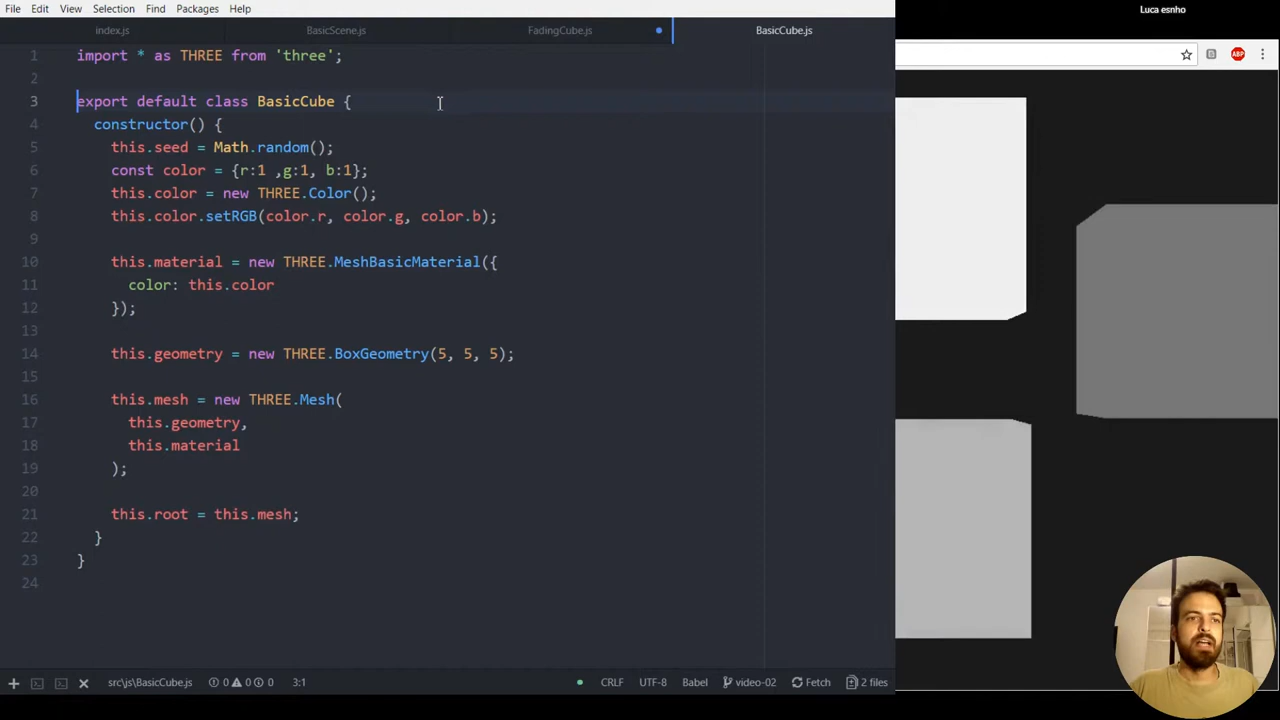 File Edit View Selection Find Packages Help
Luca esnho
index.js BasicScene.js FadingCube.js BasicCube.js
ABP
1 import * as THREE from 'three';
2
3 export default class BasicCube {
4 constructor() {
5 this.seed = Math.random();
6 const color = {r:1 ,g:1, b:1};
7 this.color = new THREE.Color();
8 this.color.setRGB(color.r, color.g, color.b);
9
10 this.material = new THREE.MeshBasicMaterial({
11 color: this.color
12 });
13
14 this.geometry = new THREE.BoxGeometry(5, 5, 5);
15
16 this.mesh = new THREE.Mesh(
17 this.geometry,
18 this.material
19 );
20
21 this.root = this.mesh;
22 }
23 }
24
src\js\BasicCube.js 0 0 0 3:1 CRLF UTF-8 Babel video-02 Fetch 2 files